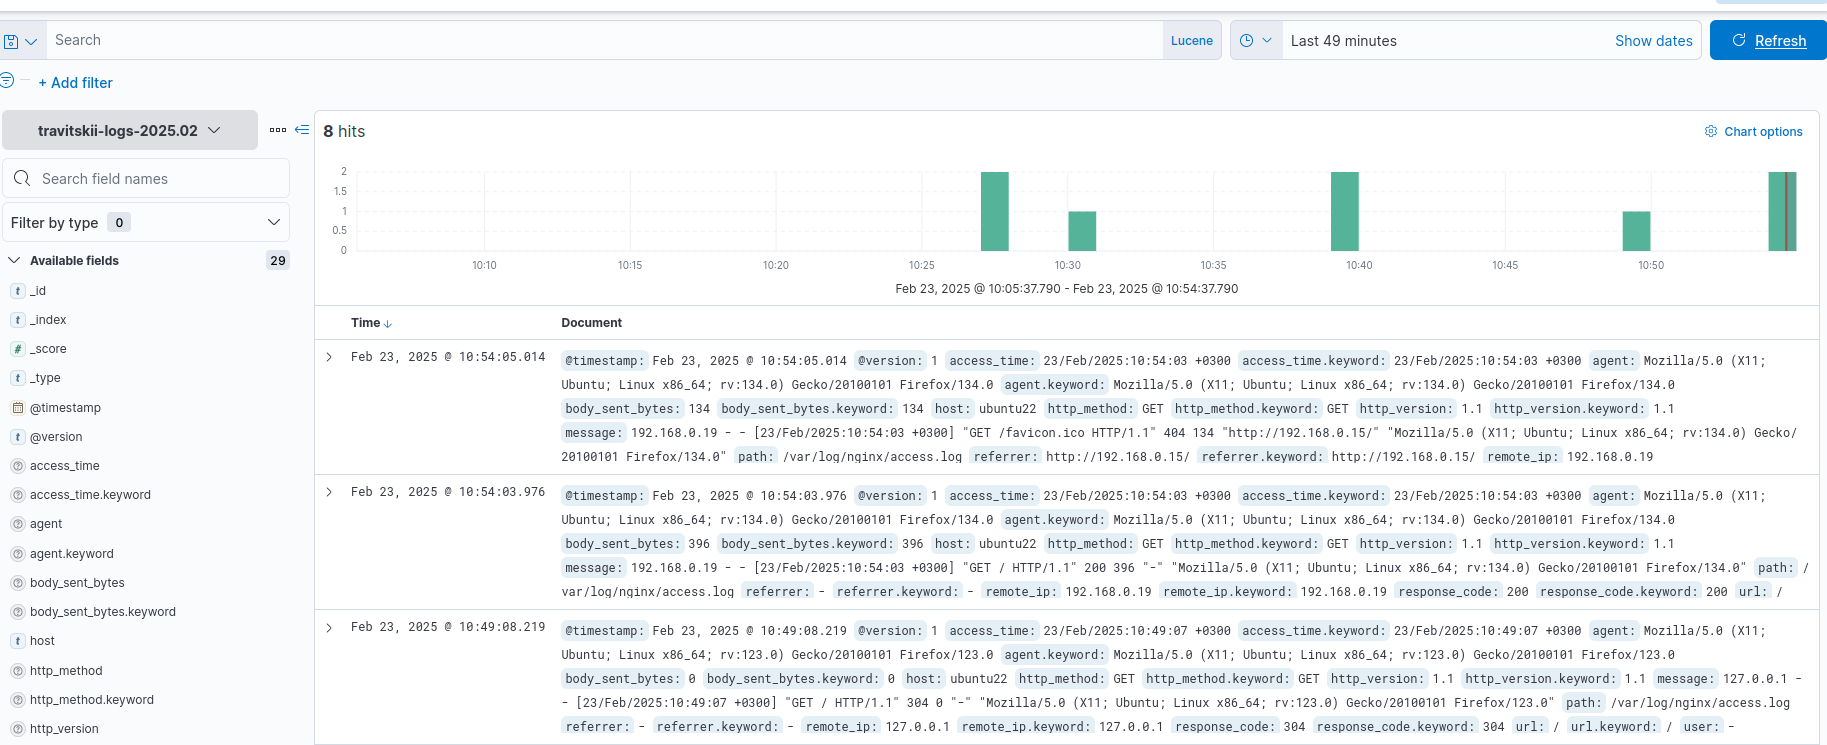 Search
Lucene
Last 49 minutes
Show dates
Refresh
+ Add filter
travitskii-logs-2025.02
Search field names
Filter by type 0
Available fields 29
t _id
t _index
# _score
t _type
@timestamp
t @version
access_time
access_time.keyword
agent
agent.keyword
body_sent_bytes
body_sent_bytes.keyword
t host
http_method
http_method.keyword
http_version
8 hits
Chart options
2
1.5
1
0.5
0
10:10 10:15 10:20 10:25 10:30 10:35 10:40 10:45 10:50
Feb 23, 2025 @ 10:05:37.790 - Feb 23, 2025 @ 10:54:37.790
Time Document
Feb 23, 2025 @ 10:54:05.014
@timestamp: Feb 23, 2025 @ 10:54:05.014 @version: 1 access_time: 23/Feb/2025:10:54:03 +0300 access_time.keyword: 23/Feb/2025:10:54:03 +0300 agent: Mozilla/5.0 (X11;
Ubuntu; Linux x86_64; rv:134.0) Gecko/20100101 Firefox/134.0 agent.keyword: Mozilla/5.0 (X11; Ubuntu; Linux x86_64; rv:134.0) Gecko/20100101 Firefox/134.0
body_sent_bytes: 134 body_sent_bytes.keyword: 134 host: ubuntu22 http_method: GET http_method.keyword: GET http_version: 1.1 http_version.keyword: 1.1
message: 192.168.0.19 - - [23/Feb/2025:10:54:03 +0300] "GET /favicon.ico HTTP/1.1" 404 134 "http://192.168.0.15/" "Mozilla/5.0 (X11; Ubuntu; Linux x86_64; rv:134.0) Gecko/
20100101 Firefox/134.0" path: /var/log/nginx/access.log referrer: http://192.168.0.15/ referrer.keyword: http://192.168.0.15/ remote_ip: 192.168.0.19
Feb 23, 2025 @ 10:54:03.976
@timestamp: Feb 23, 2025 @ 10:54:03.976 @version: 1 access_time: 23/Feb/2025:10:54:03 +0300 access_time.keyword: 23/Feb/2025:10:54:03 +0300 agent: Mozilla/5.0 (X11;
Ubuntu; Linux x86_64; rv:134.0) Gecko/20100101 Firefox/134.0 agent.keyword: Mozilla/5.0 (X11; Ubuntu; Linux x86_64; rv:134.0) Gecko/20100101 Firefox/134.0
body_sent_bytes: 396 body_sent_bytes.keyword: 396 host: ubuntu22 http_method: GET http_method.keyword: GET http_version: 1.1 http_version.keyword: 1.1
message: 192.168.0.19 - - [23/Feb/2025:10:54:03 +0300] "GET / HTTP/1.1" 200 396 "-" "Mozilla/5.0 (X11; Ubuntu; Linux x86_64; rv:134.0) Gecko/20100101 Firefox/134.0" path: /
var/log/nginx/access.log referrer: - referrer.keyword: - remote_ip: 192.168.0.19 remote_ip.keyword: 192.168.0.19 response_code: 200 response_code.keyword: 200 url: /
Feb 23, 2025 @ 10:49:08.219
@timestamp: Feb 23, 2025 @ 10:49:08.219 @version: 1 access_time: 23/Feb/2025:10:49:07 +0300 access_time.keyword: 23/Feb/2025:10:49:07 +0300 agent: Mozilla/5.0 (X11;
Ubuntu; Linux x86_64; rv:123.0) Gecko/20100101 Firefox/123.0 agent.keyword: Mozilla/5.0 (X11; Ubuntu; Linux x86_64; rv:123.0) Gecko/20100101 Firefox/123.0
body_sent_bytes: 0 body_sent_bytes.keyword: 0 host: ubuntu22 http_method: GET http_method.keyword: GET http_version: 1.1 http_version.keyword: 1.1 message: 127.0.0.1 -
- [23/Feb/2025:10:49:07 +0300] "GET / HTTP/1.1" 304 0 "-" "Mozilla/5.0 (X11; Ubuntu; Linux x86_64; rv:123.0) Gecko/20100101 Firefox/123.0" path: /var/log/nginx/access.log
referrer: - referrer.keyword: - remote_ip: 127.0.0.1 remote_ip.keyword: 127.0.0.1 response_code: 304 response_code.keyword: 304 url: / url.keyword: / user: -